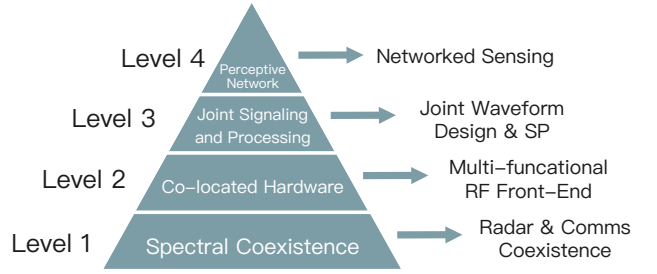 Level 4
Perceptive
Network
Networked Sensing
Level 3
Joint Signaling
and Processing
Joint Waveform
Design & SP
Level 2
Co-located Hardware
Multi-funcational
RF Front-End
Level 1
Spectral Coexistence
Radar & Comms
Coexistence